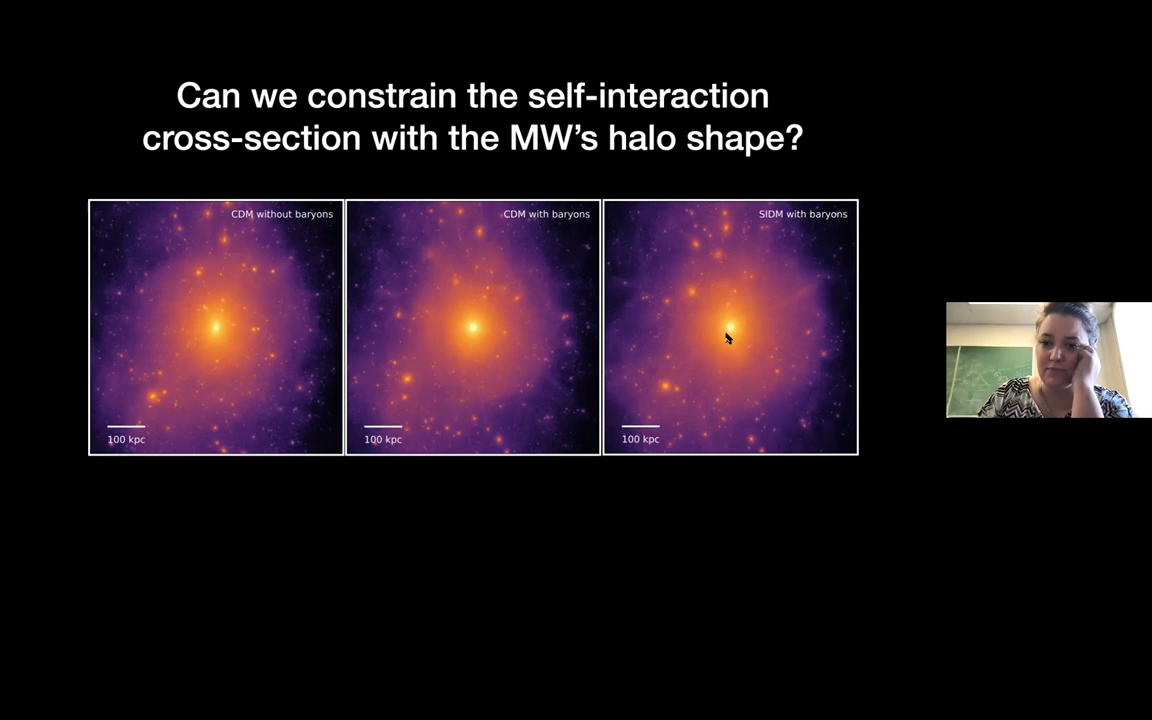 Can we constrain the self-interaction
cross-section with the MW's halo shape?
CDM without baryons
CDM with baryons
SIDM with baryons
100 kpc
100 kpc
100 kpc